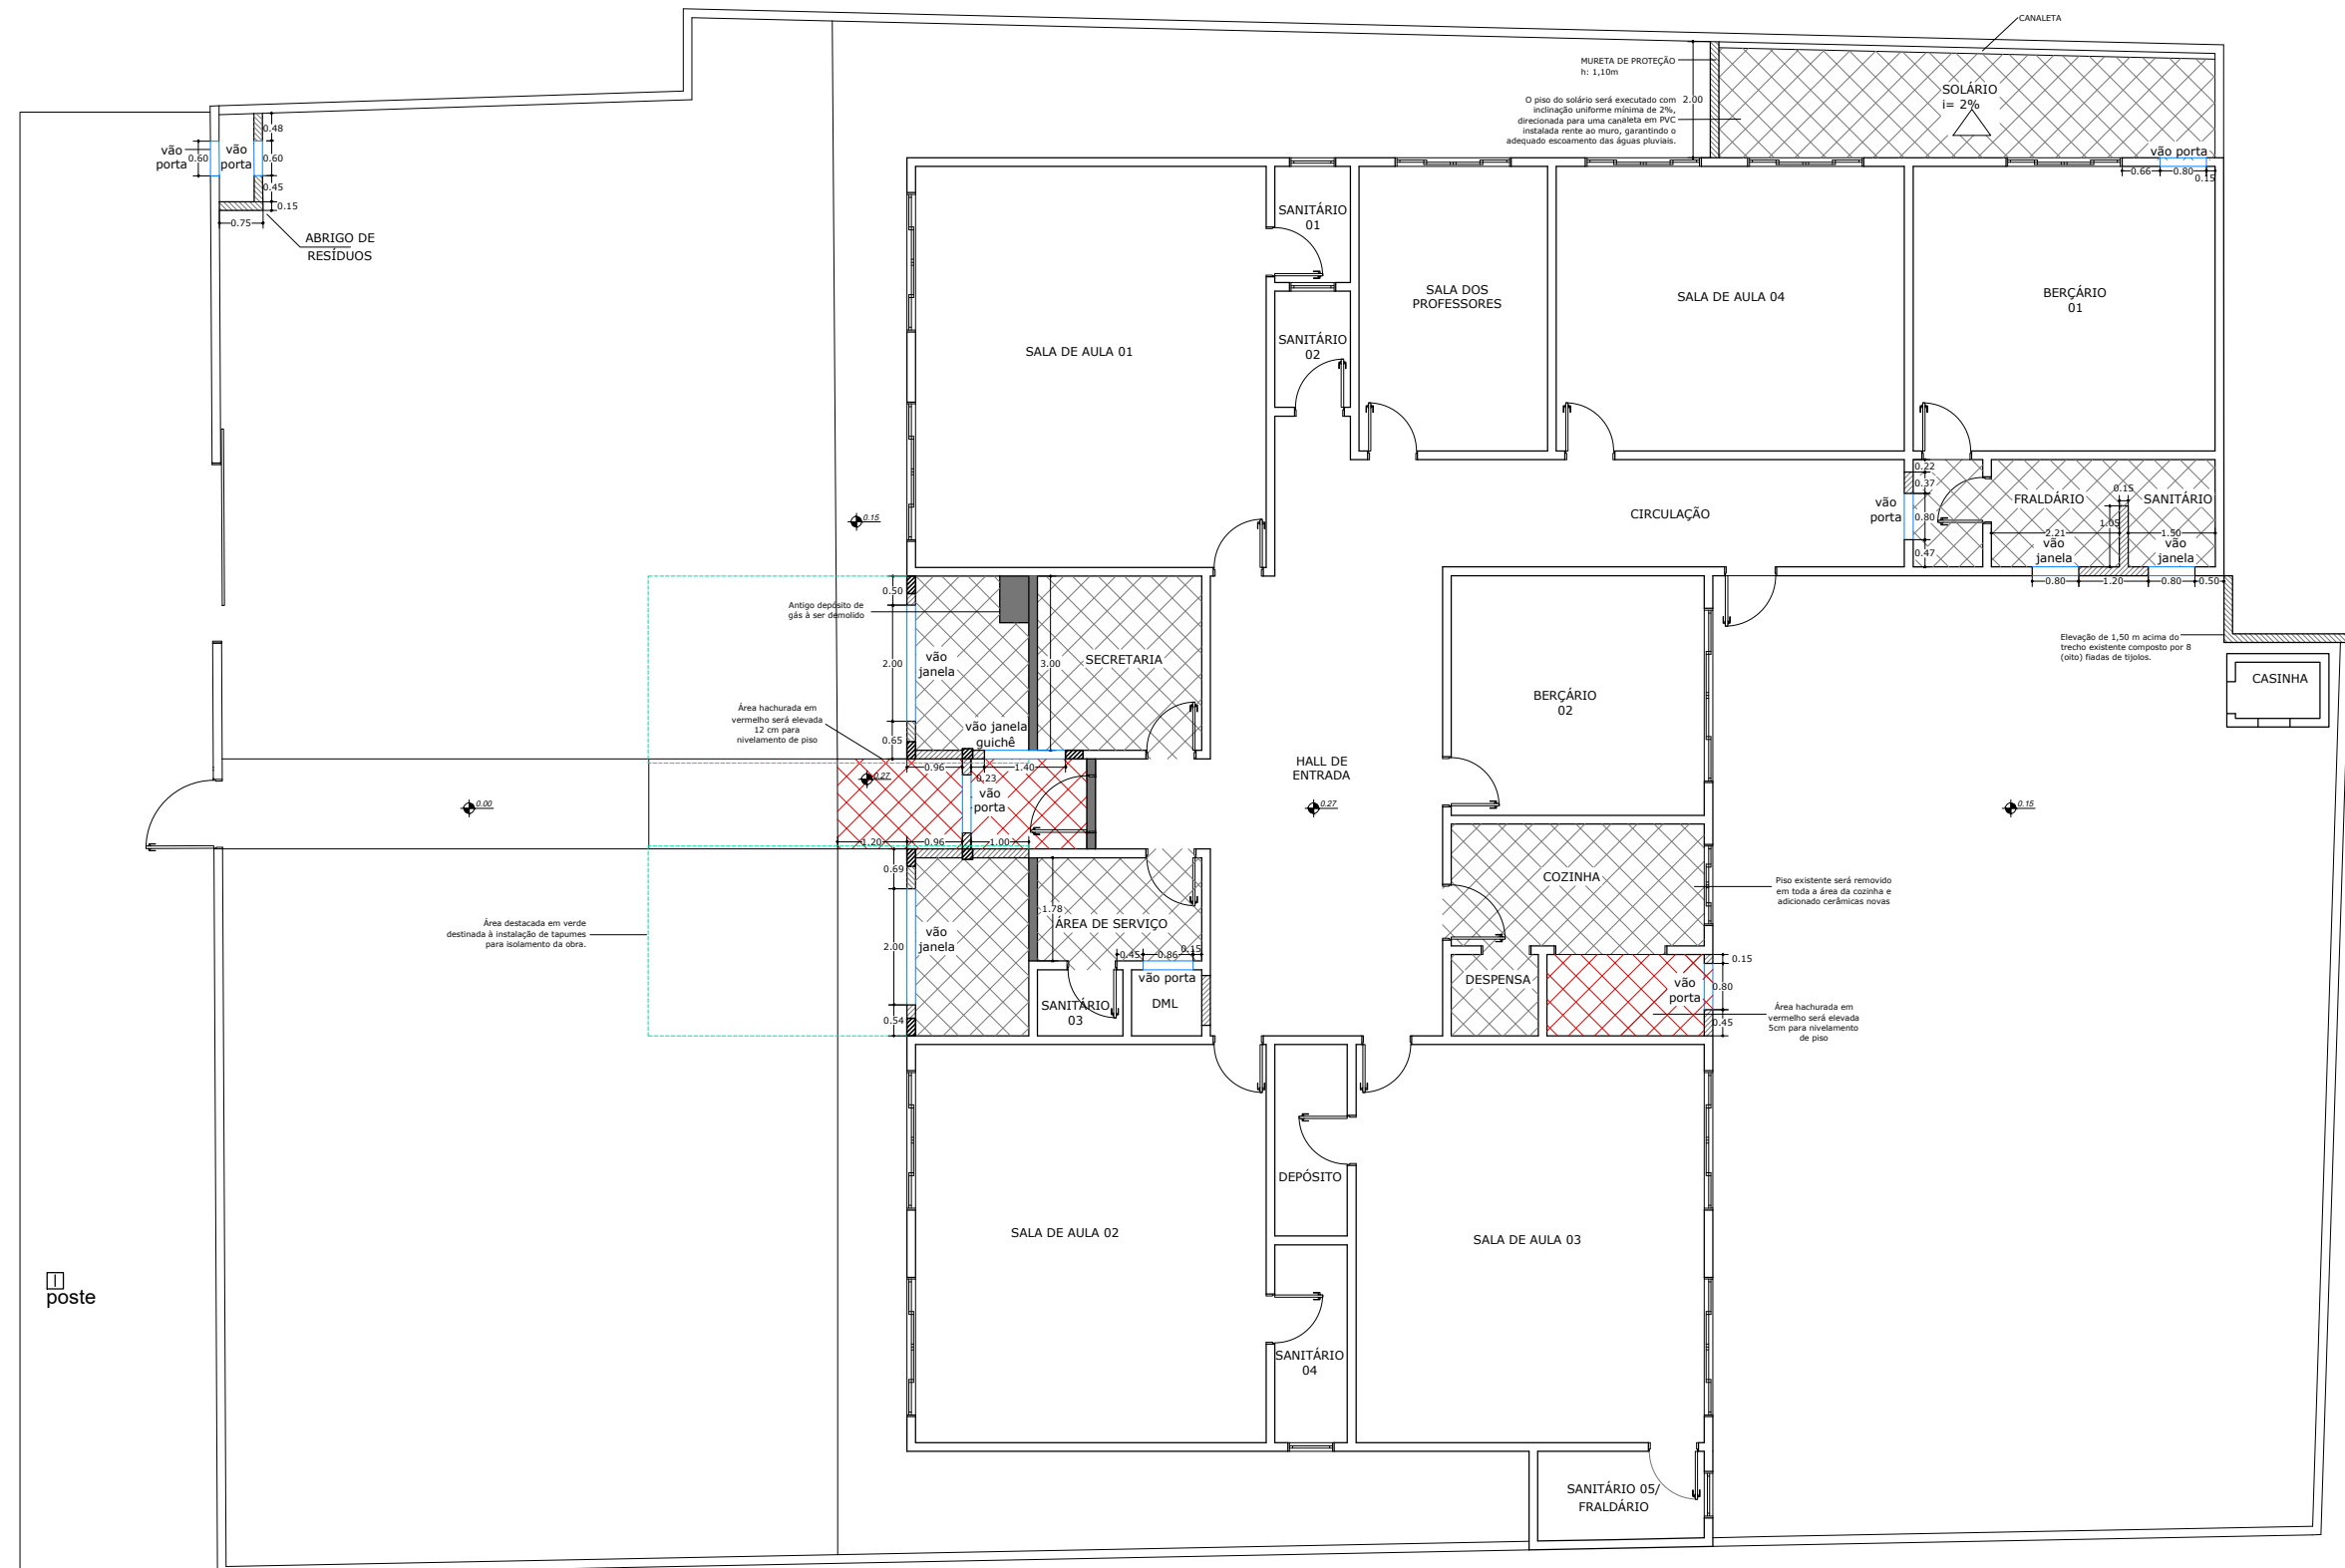 CANALETA
MURETA DE PROTEÇÃO
h: 1,10m
2.00
O piso do solário será executado com
inclinação uniforme mínima de 2%,
direcionada para uma canaleta em PVC
instalada rente ao muro, garantindo o
adequado escoamento das águas pluviais.
SOLÁRIO
i= 2%
vão porta
0.66
0.80
0.15
0.48
vão
porta
0.60
vão
porta
0.60
0.45
0.15
0.75
ABRIGO DE
RESÍDUOS
SANITÁRIO
01
SANITÁRIO
02
SALA DE AULA 01
SALA DOS
PROFESSORES
SALA DE AULA 04
BERÇÁRIO
01
0.15
CIRCULAÇÃO
vão
porta
0.22
0.37
0.80
0.47
FRALDÁRIO
0.15
SANITÁRIO
1.05
2.21
1.50
vão
janela
vão
janela
0.80
1.20
0.80
0.50
Antigo depósito de
gás à ser demolido
0.50
2.00
0.65
vão
janela
3.00
SECRETARIA
BERÇÁRIO
02
Elevação de 1,50 m acima do
trecho existente composto por 8
(oito) fiadas de tijolos.
CASINHA
Área hachurada em
vermelho será elevada
12 cm para
nivelamento de piso
vão janela
guichê
0.96
0.23
1.40
0.27
vão
porta
HALL DE
ENTRADA
0.00
0.27
0.15
1.20
0.96
1.00
0.69
2.00
0.54
Área destacada em verde
destinada à instalação de tapumes
para isolamento da obra.
vão
janela
1.78
ÁREA DE SERVIÇO
0.45
0.86
0.15
vão porta
SANITÁRIO
03
DML
COZINHA
Piso existente será removido
em toda a área da cozinha e
adicionado cerâmicas novas
DESPENSA
vão
porta
0.15
0.80
0.45
Área hachurada em
vermelho será elevada
5cm para nivelamento
de piso
DEPÓSITO
SALA DE AULA 02
SALA DE AULA 03
SANITÁRIO
04
SANITÁRIO 05/
FRALDÁRIO
poste